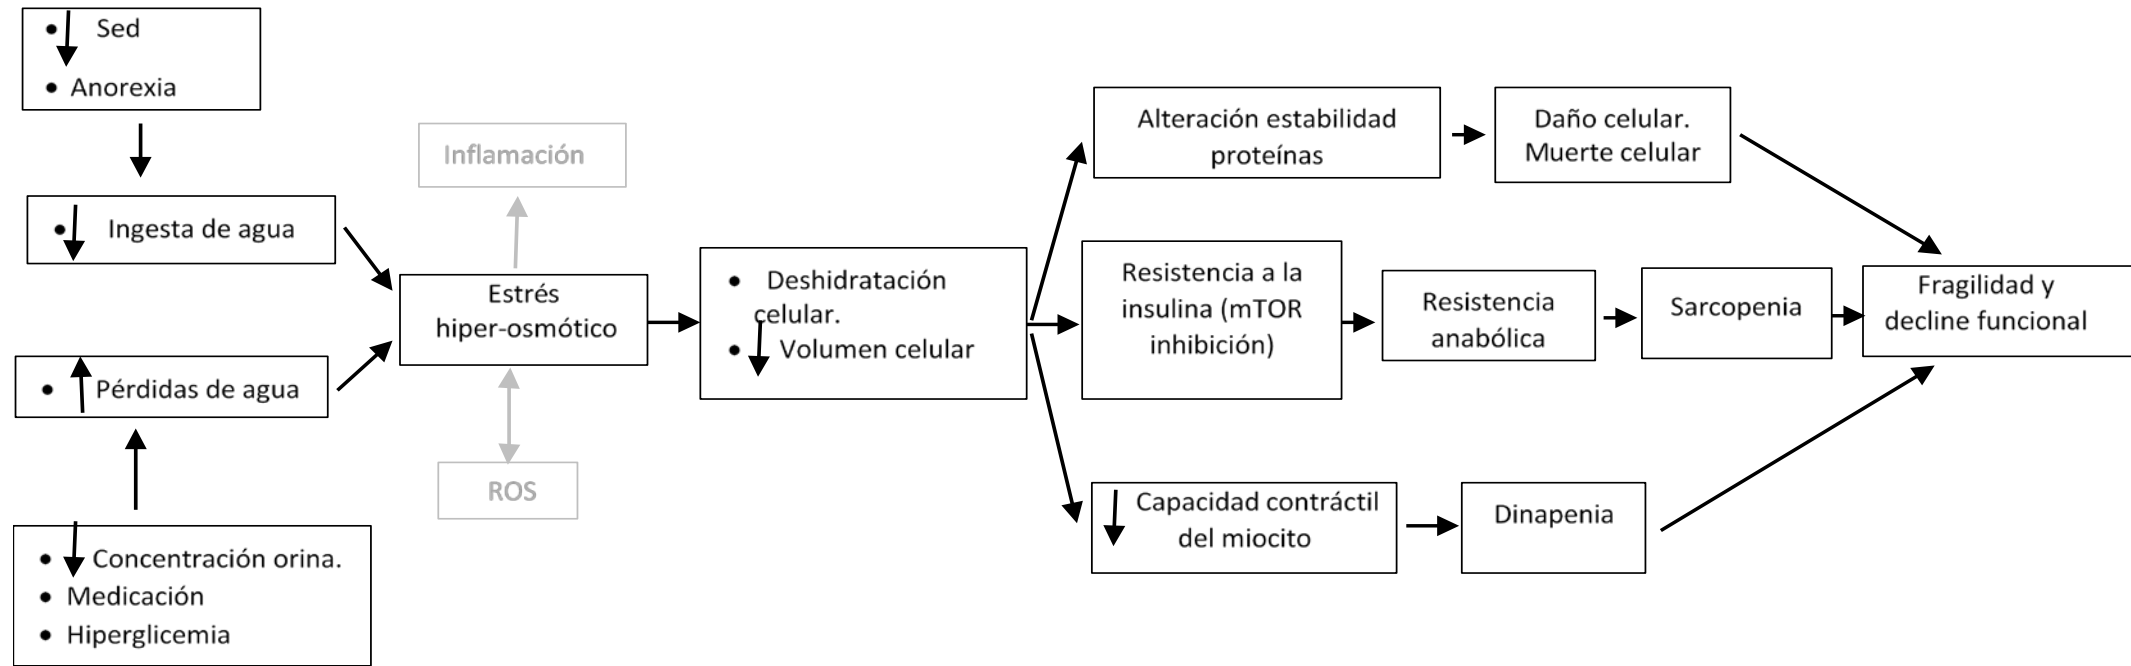 • Sed
• Anorexia
• Ingesta de agua
• Pérdidas de agua
• Concentración orina.
• Medicación
• Hiperglicemia
Inflamación
Estrés
hiper-osmótico
ROS
• Deshidratación
celular.
• Volumen celular
Alteración estabilidad
proteínas
Daño celular.
Muerte celular
Resistencia a la
insulina (mTOR
inhibición)
Resistencia
anabólica
Sarcopenia
Fragilidad y
decline funcional
Capacidad contráctil
del miocito
Dinapenia